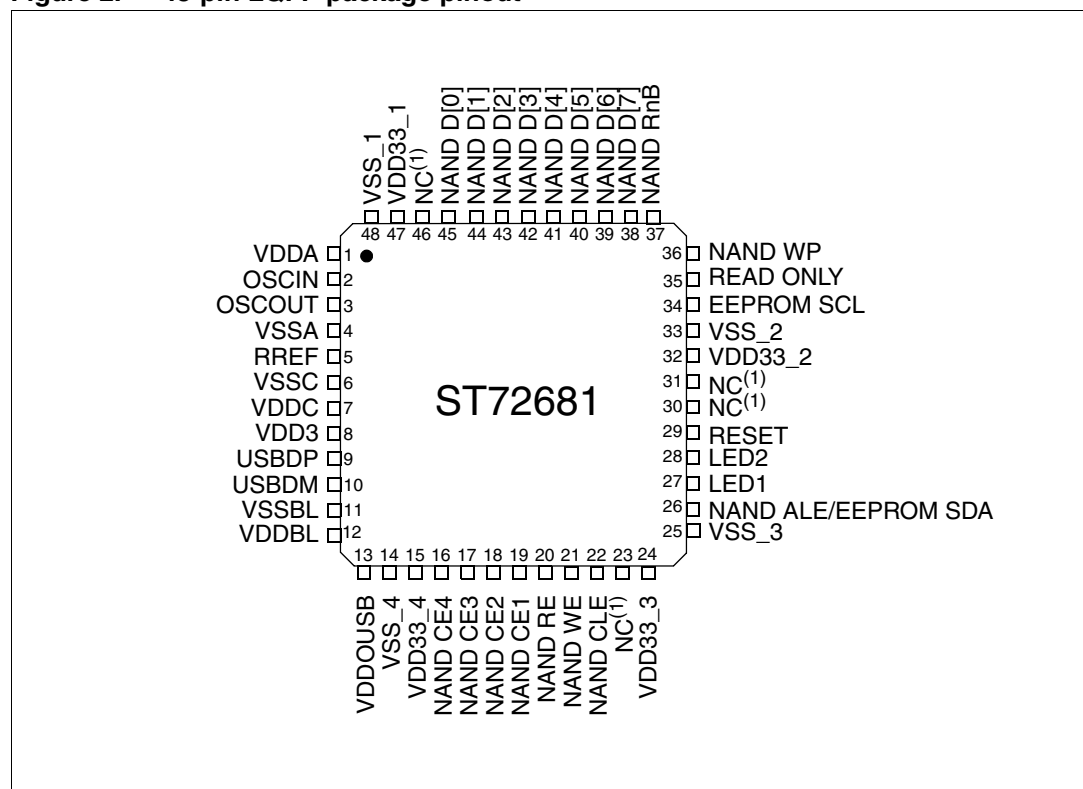 VSS_1
VDD33_1
NC(1)
NAND D[0]
NAND D[1]
NAND D[2]
NAND D[3]
NAND D[4]
NAND D[5]
NAND D[6]
NAND D[7]
NAND RnB
48 47 46 45 44 43 42 41 40 39 38 37
VDDA 1
OSCIN 2
OSCOUT 3
VSSA 4
RREF 5
VSSC 6
VDDC 7
VDD3 8
USBDP 9
USBDM 10
VSSBL 11
VDDBL 12
ST72681
36 NAND WP
35 READ ONLY
34 EEPROM SCL
33 VSS_2
32 VDD33_2
31 NC(1)
30 NC(1)
29 RESET
28 LED2
27 LED1
26 NAND ALE/EEPROM SDA
25 VSS_3
13 14 15 16 17 18 19 20 21 22 23 24
VDDOUSB
VSS_4
VDD33_4
NAND CE4
NAND CE3
NAND CE2
NAND CE1
NAND RE
NAND WE
NAND CLE
NC(1)
VDD33_3